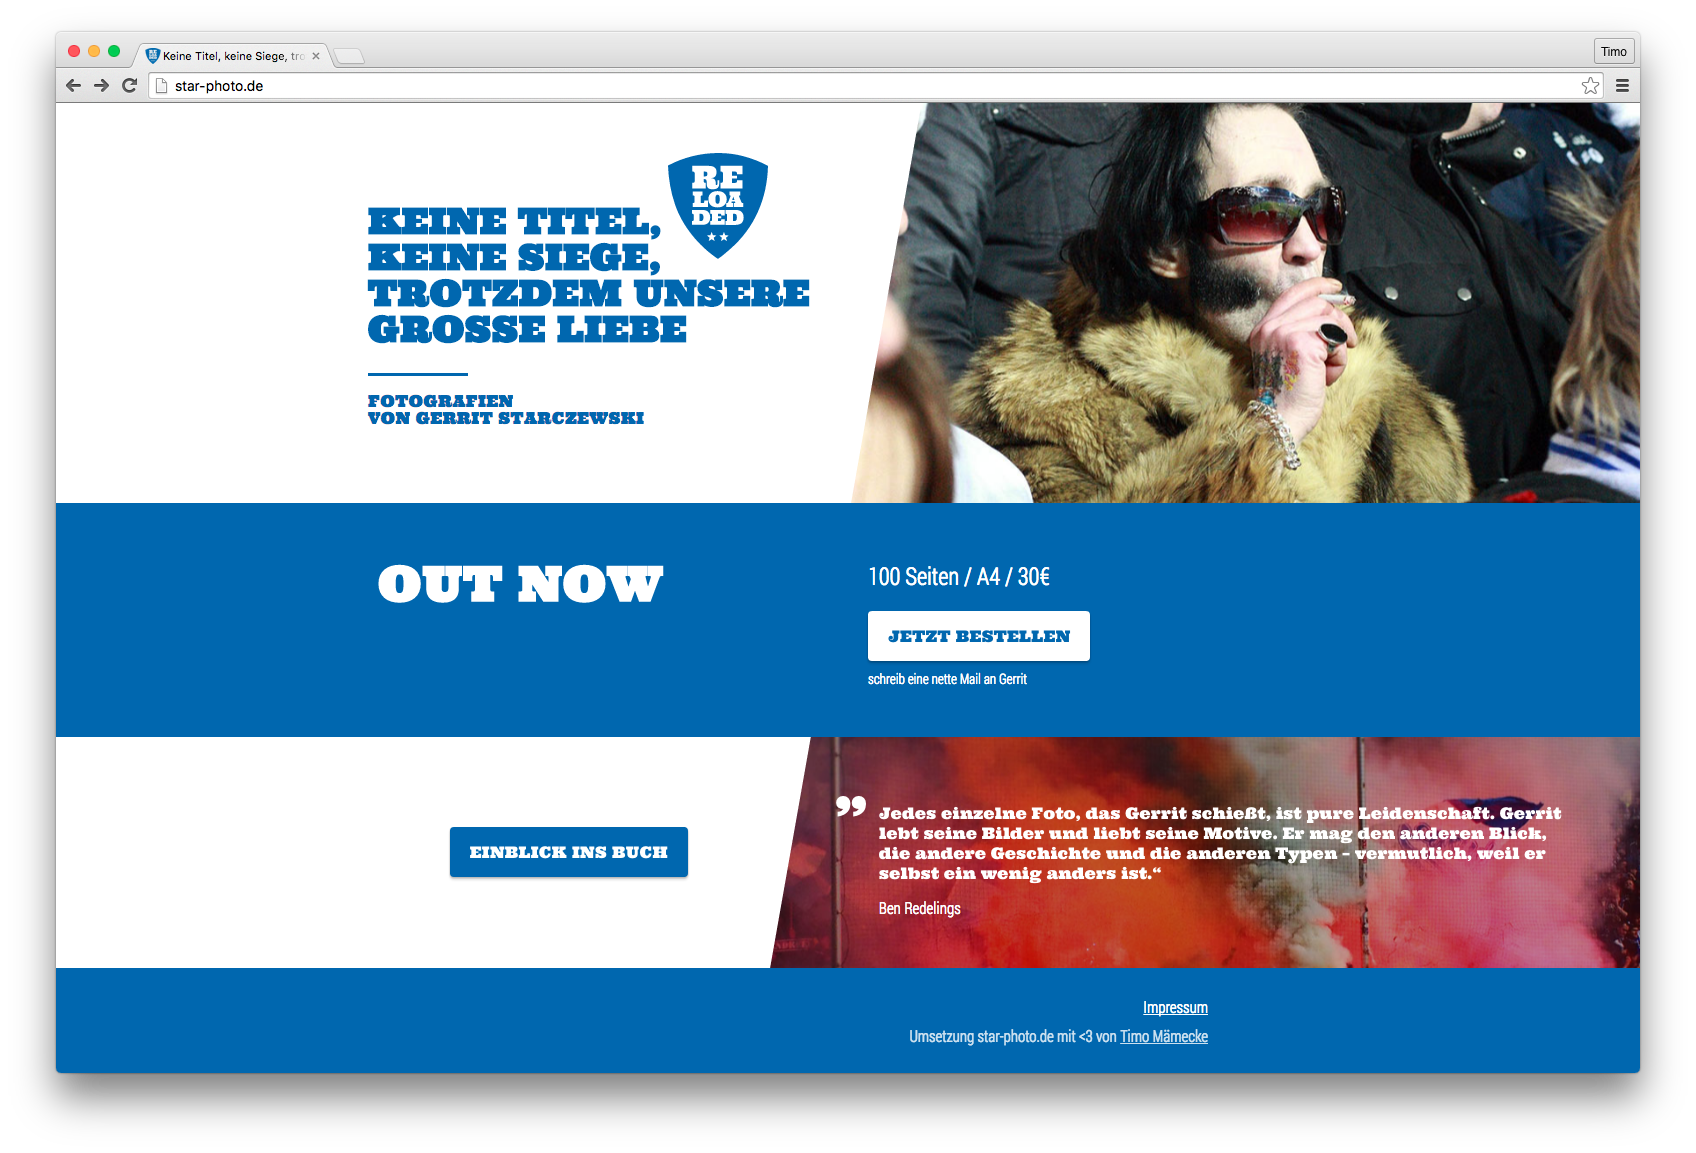 Keine Titel, keine Siege, tro
Timo
star-photo.de
RE
LOA
DED
KEINE TITEL,
KEINE SIEGE,
TROTZDEM UNSERE
GROSSE LIEBE
FOTOGRAFIEN
VON GERRIT STARCZEWSKI
OUT NOW
100 Seiten / A4 / 30€
JETZT BESTELLEN
schreib eine nette Mail an Gerrit
EINBLICK INS BUCH
” Jedes einzelne Foto, das Gerrit schießt, ist pure Leidenschaft. Gerrit
lebt seine Bilder und liebt seine Motive. Er mag den anderen Blick,
die andere Geschichte und die anderen Typen – vermutlich, weil er
selbst ein wenig anders ist.“
Ben Redelings
Impressum
Umsetzung star-photo.de mit <3 von Timo Mämecke